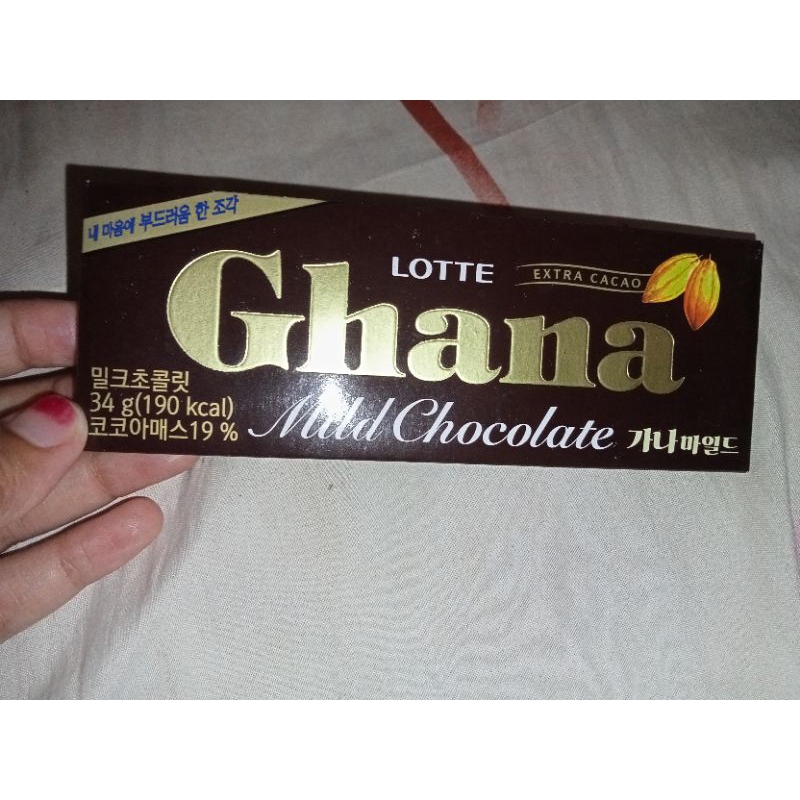 내 마음에 부드러움 한 조각
LOTTE
EXTRA CACAO
Ghana
밀크초콜릿
34 g(190 kcal)
코코아매스19 %
Mild Chocolate
가나마일드